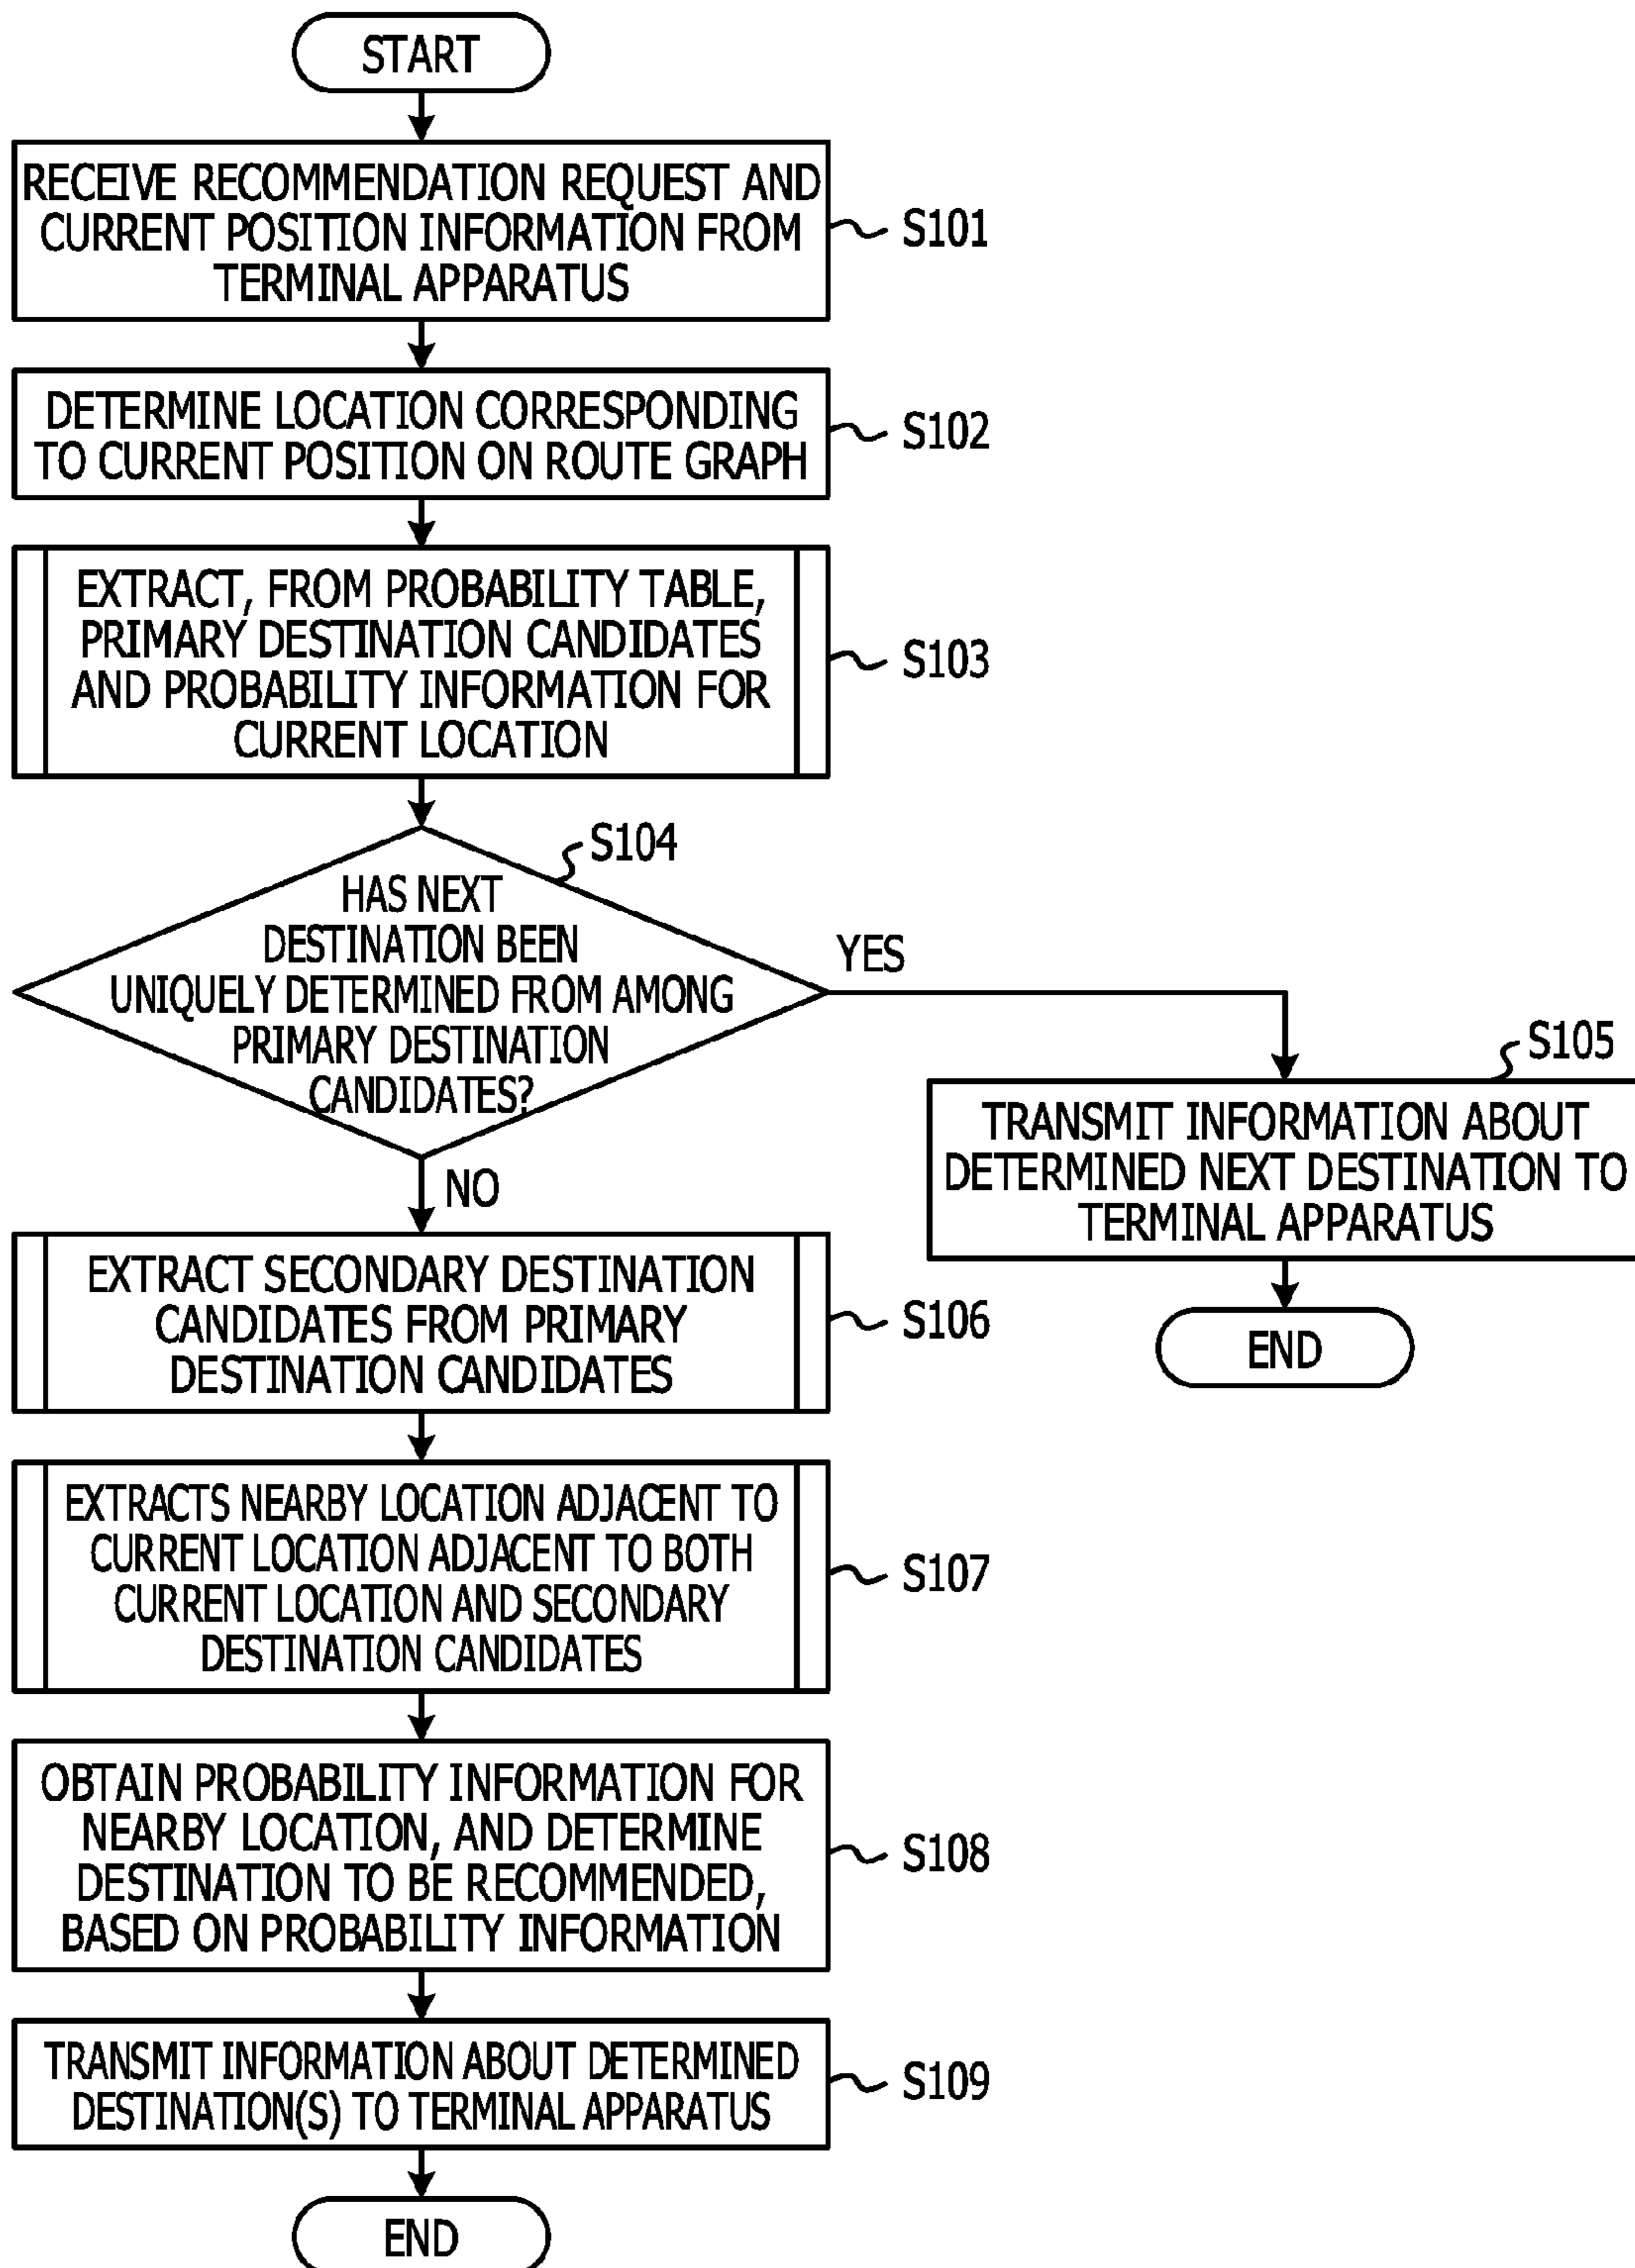 START
RECEIVE RECOMMENDATION REQUEST AND
CURRENT POSITION INFORMATION FROM
TERMINAL APPARATUS
S101
DETERMINE LOCATION CORRESPONDING
TO CURRENT POSITION ON ROUTE GRAPH
S102
EXTRACT, FROM PROBABILITY TABLE,
PRIMARY DESTINATION CANDIDATES
AND PROBABILITY INFORMATION FOR
CURRENT LOCATION
S103
S104
HAS NEXT
DESTINATION BEEN
UNIQUELY DETERMINED FROM AMONG
PRIMARY DESTINATION
CANDIDATES?
YES
S105
TRANSMIT INFORMATION ABOUT
DETERMINED NEXT DESTINATION TO
TERMINAL APPARATUS
END
NO
EXTRACT SECONDARY DESTINATION
CANDIDATES FROM PRIMARY
DESTINATION CANDIDATES
S106
EXTRACTS NEARBY LOCATION ADJACENT TO
CURRENT LOCATION ADJACENT TO BOTH
CURRENT LOCATION AND SECONDARY
DESTINATION CANDIDATES
S107
OBTAIN PROBABILITY INFORMATION FOR
NEARBY LOCATION, AND DETERMINE
DESTINATION TO BE RECOMMENDED,
BASED ON PROBABILITY INFORMATION
S108
TRANSMIT INFORMATION ABOUT DETERMINED
DESTINATION(S) TO TERMINAL APPARATUS
S109
END